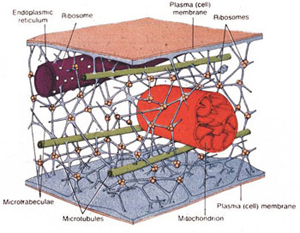 Endoplasmic
reticulum
Ribosome
Plasma (cell)
membrane
Ribosomes
Microtrabeculae
Microtubules
Mitochondrion
Plasma (cell) membrane